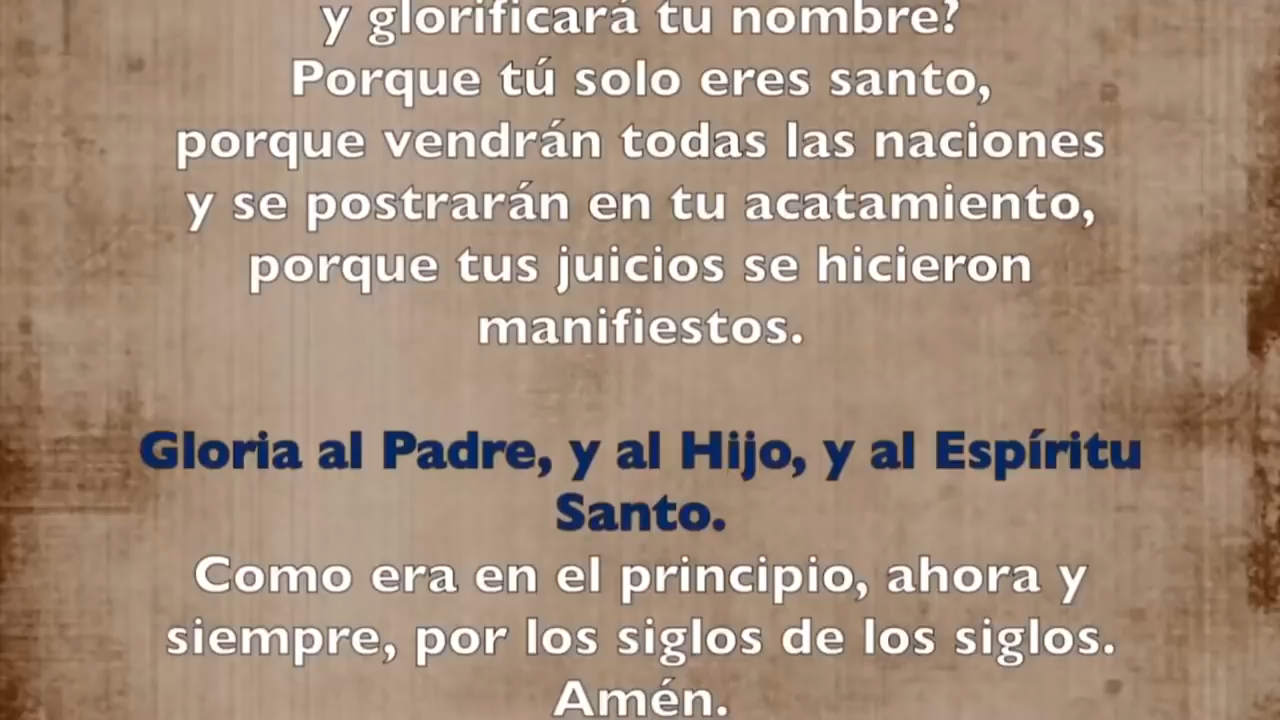 y glorificará tu nombre?
Porque tú solo eres santo,
porque vendrán todas las naciones
y se postrarán en tu acatamiento,
porque tus juicios se hicieron
manifiestos.
Gloria al Padre, y al Hijo, y al Espíritu
Santo.
Como era en el principio, ahora y
siempre, por los siglos de los siglos.
Amén.